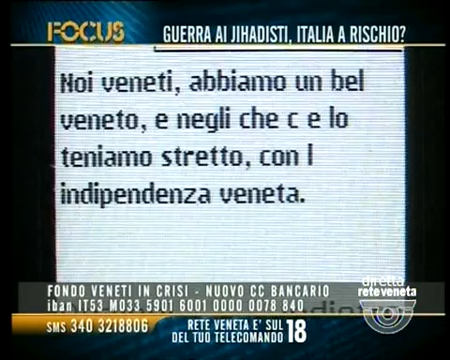 FOCUS
GUERRA AI JIHADISTI, ITALIA A RISCHIO?
Noi veneti, abbiamo un bel
veneto, e negli che c e lo
teniamo stretto, con l
indipendenza veneta.
FONDO VENETI IN CRISI - NUOVO CC BANCARIO
iban IT53 M033 5901 6001 0000 0078 840
diretta
reteveneta
diretta
SMS 340 3218806
RETE VENETA E' SUL 18
DEL TUO TELECOMANDO